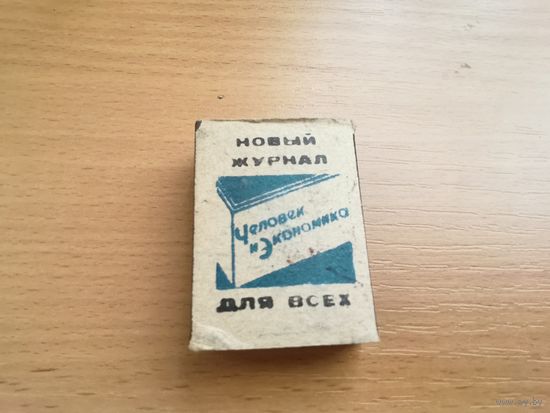 НОВЫЙ
ЖУРНАЛ
Человек
и Экономика
ДЛЯ ВСЕХ